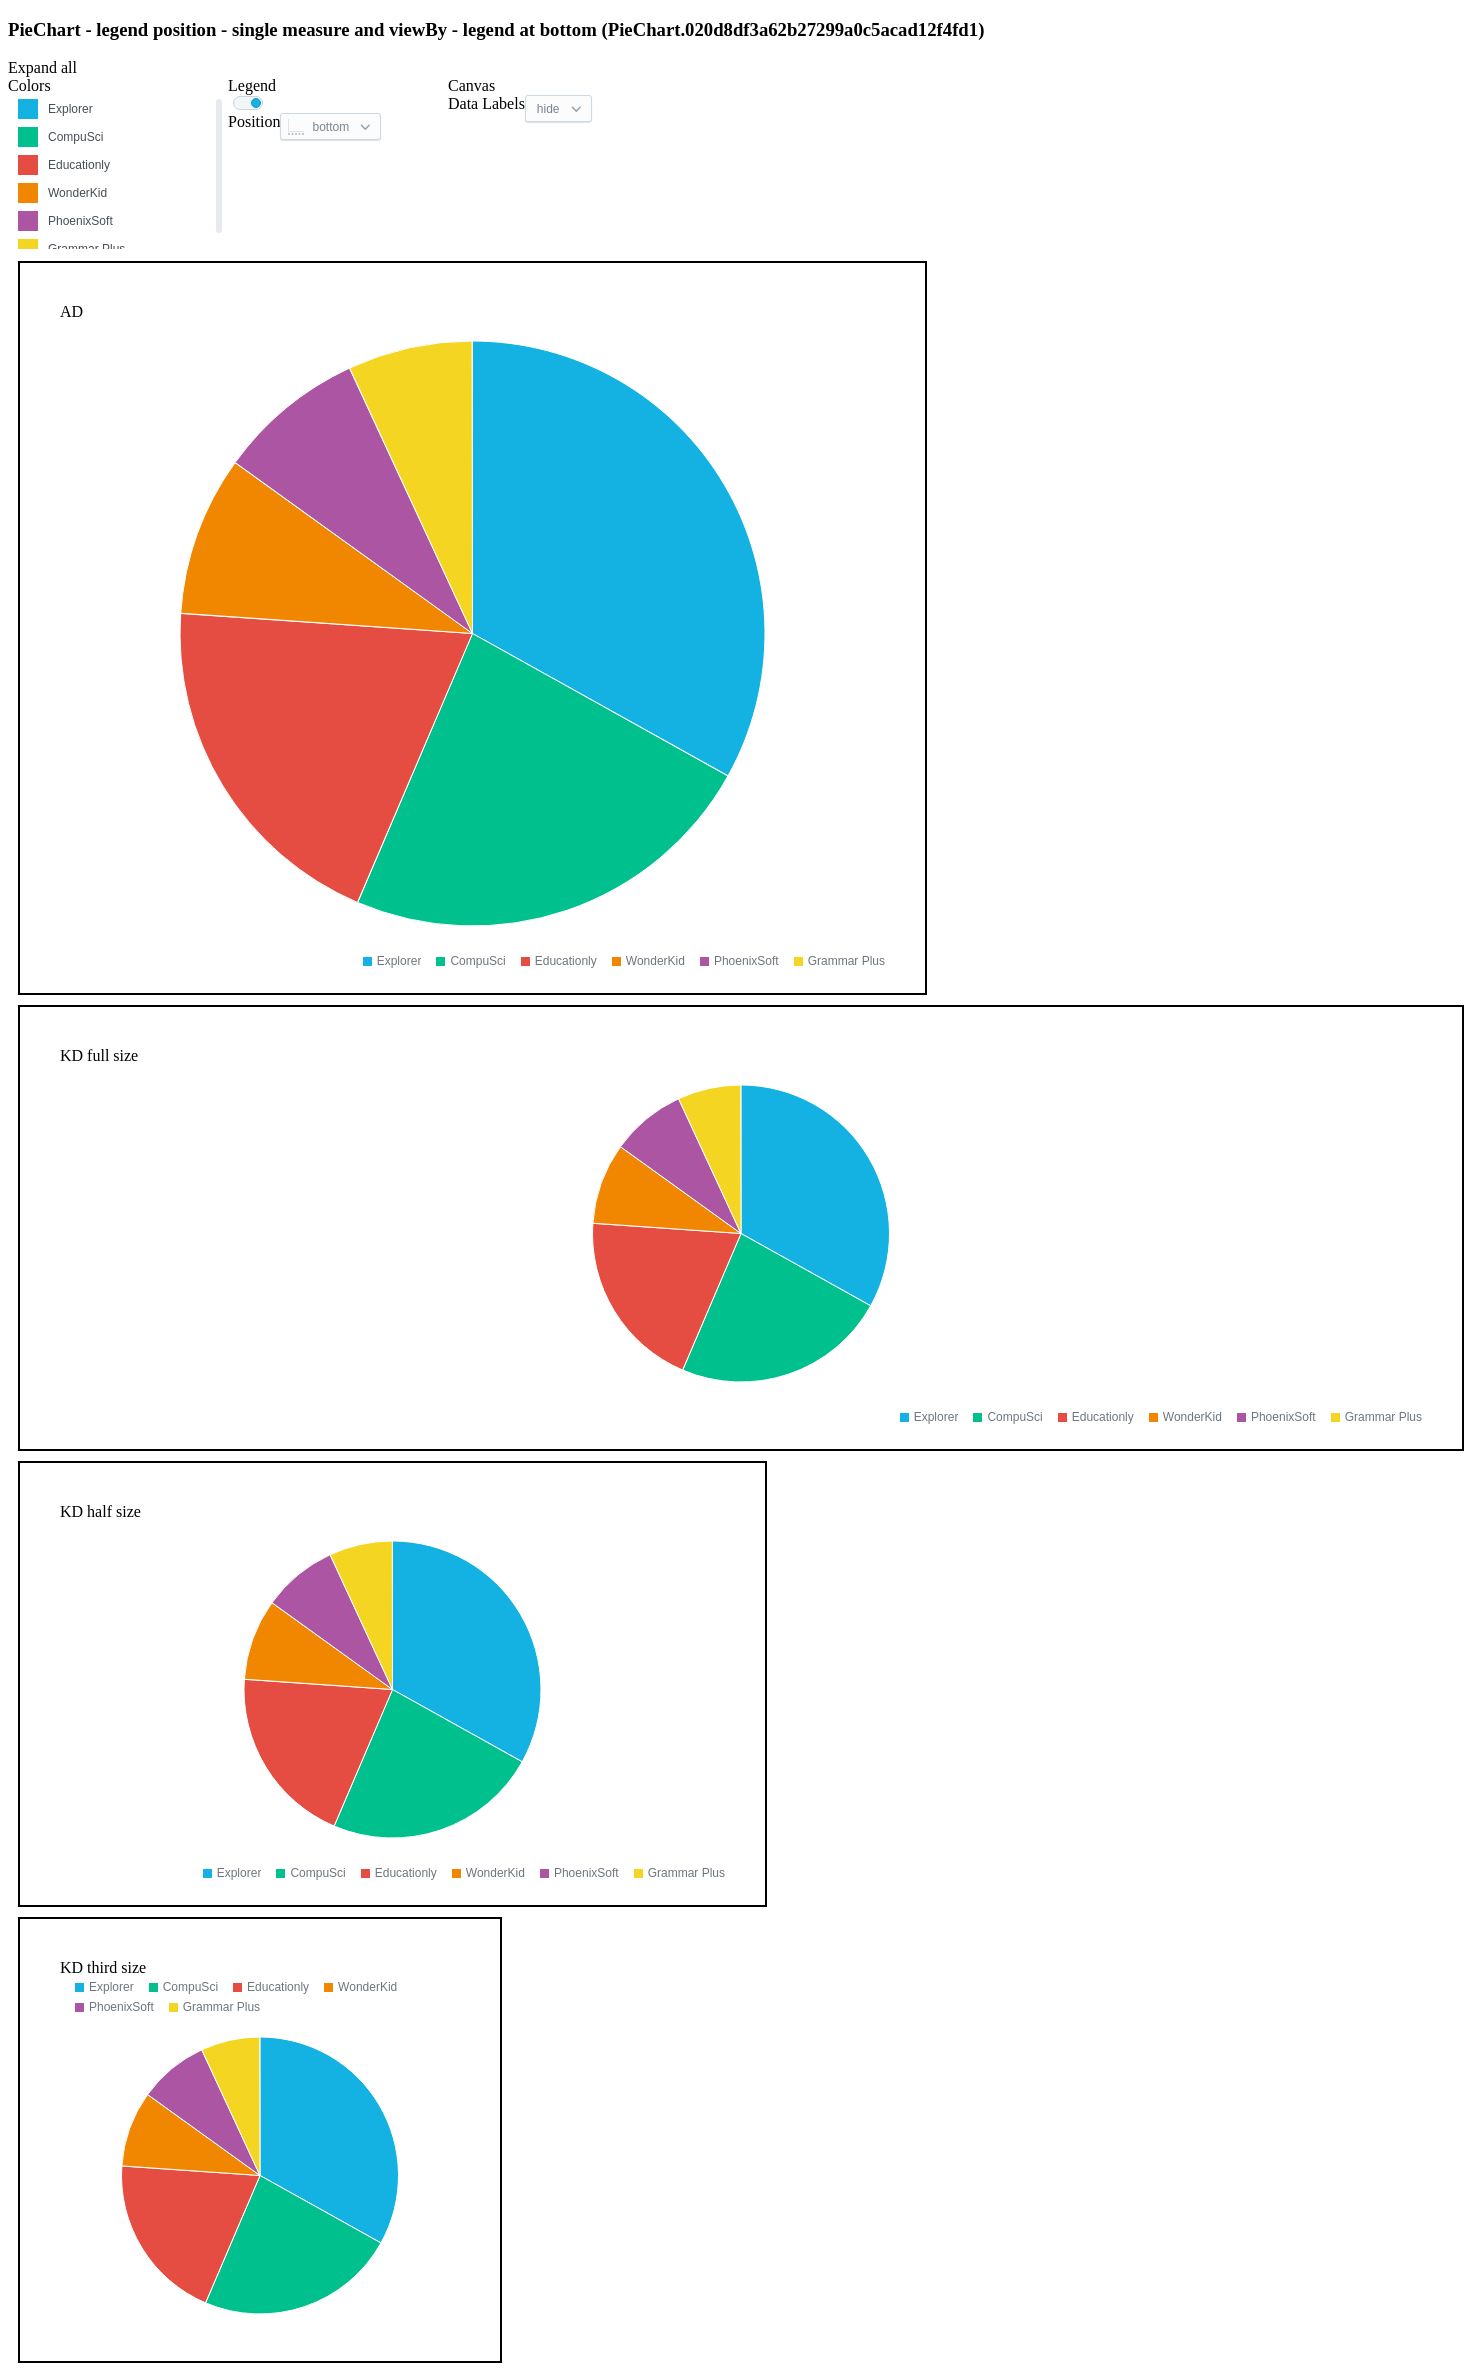 PieChart - legend position - single measure and viewBy - legend at bottom (PieChart.020d8df3a62b27299a0c5acad12f4fd1)
Expand all
Colors
Explorer
CompuSci
Educationly
WonderKid
PhoenixSoft
Grammar Plus
Legend
Position bottom
Canvas
Data Labels hide
AD
Explorer CompuSci Educationly WonderKid PhoenixSoft Grammar Plus
KD full size
Explorer CompuSci Educationly WonderKid PhoenixSoft Grammar Plus
KD half size
Explorer CompuSci Educationly WonderKid PhoenixSoft Grammar Plus
KD third size
Explorer CompuSci Educationly WonderKid
PhoenixSoft Grammar Plus